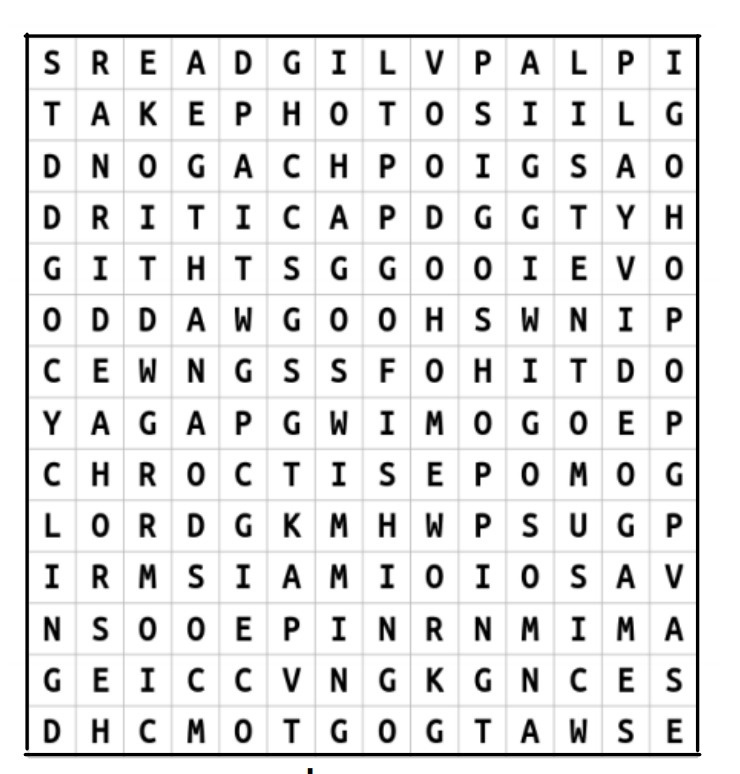 S R E A D G I L V P A L P I
T A K E P H O T O S I I L G
D N O G A C H P O I G S A O
D R I T I C A P D G G T Y H
G I T H T S G G O O I E V O
O D D A W G O O H S W N I P
C E W N G S S F O H I T D O
Y A G A P G W I M O G O E P
C H R O C T I S E P O M O G
L O R D G K M H W P S U G P
I R M S I A M I O I O S A V
N S O O E P I N R N M I M A
G E I C C V N G K G N C E S
D H C M O T G O G T A W S E